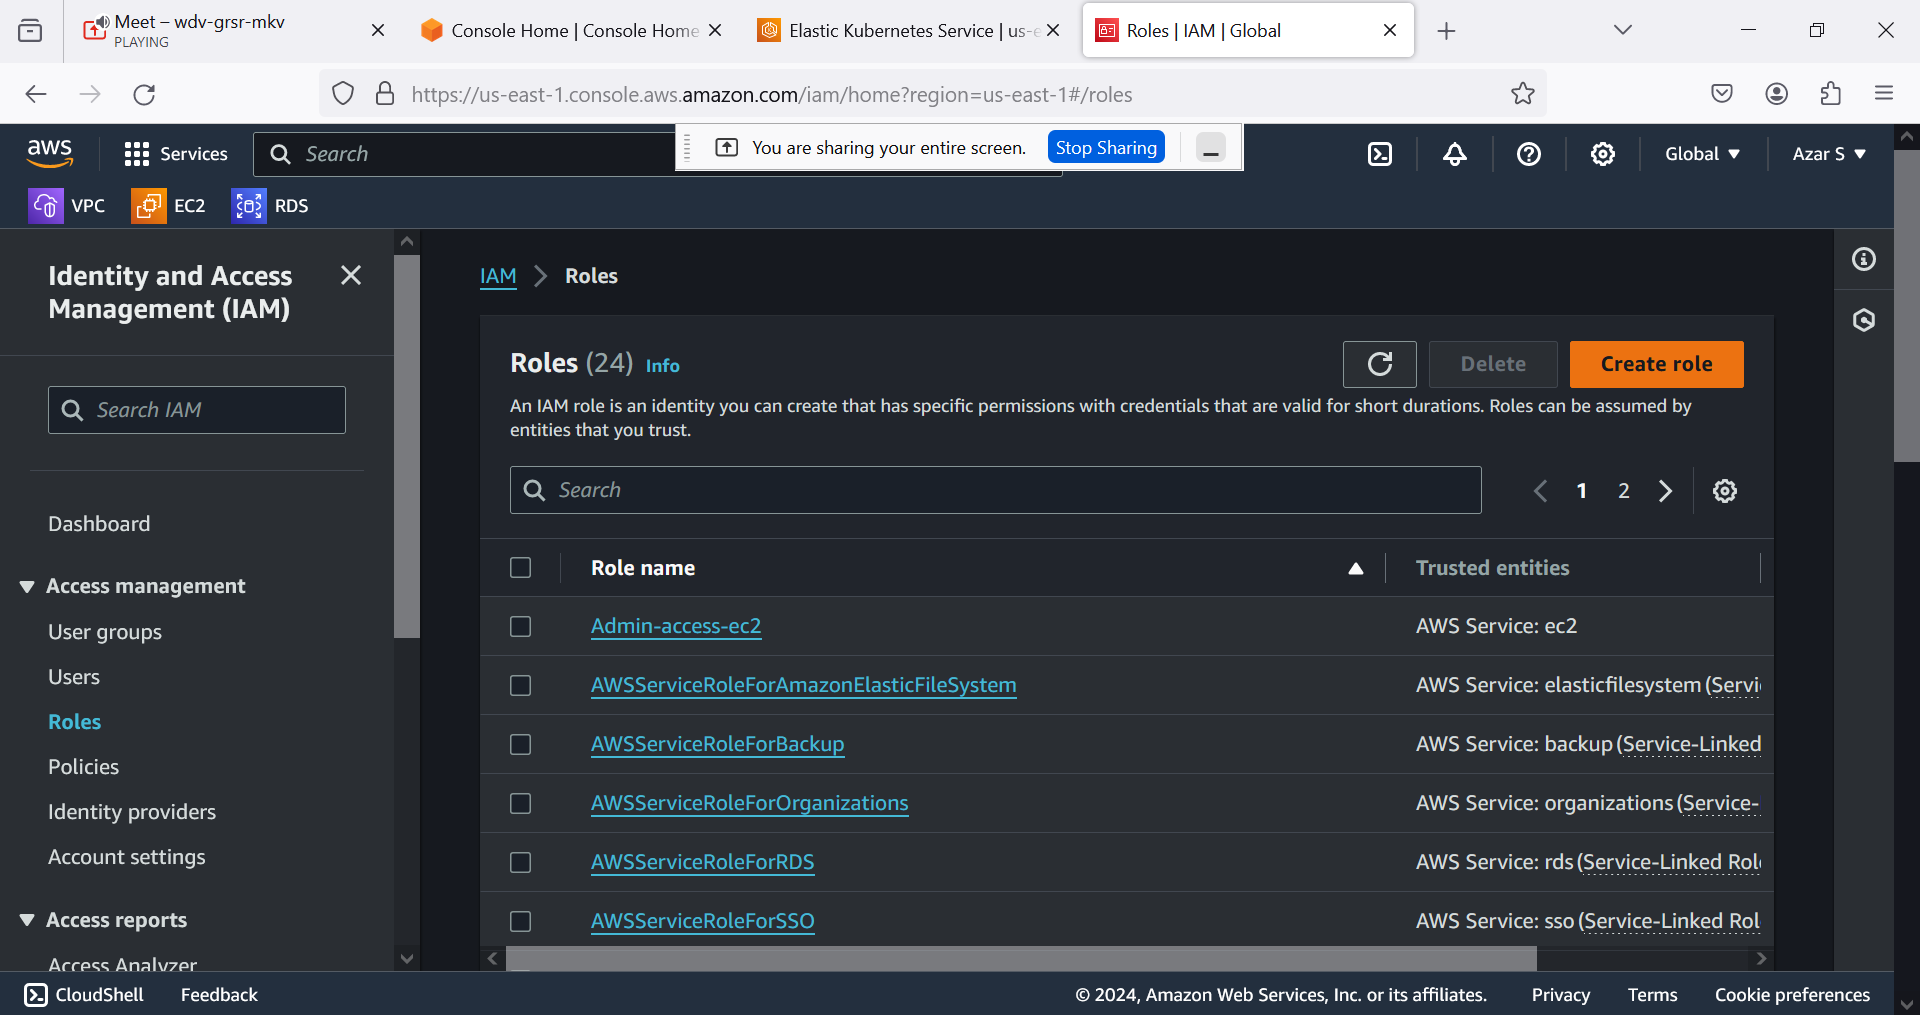 Meet – wdv-grsr-mkv
PLAYING
Console Home | Console Home
Elastic Kubernetes Service | us-e
Roles | IAM | Global
https://us-east-1.console.aws.amazon.com/iam/home?region=us-east-1#/roles
aws
Services
Search
You are sharing your entire screen.
Stop Sharing
Global
Azar S
VPC
EC2
RDS
Identity and Access
Management (IAM)
Search IAM
Dashboard
Access management
User groups
Users
Roles
Policies
Identity providers
Account settings
Access reports
Access Analyzer
IAM
Roles
Roles (24) Info
Delete
Create role
An IAM role is an identity you can create that has specific permissions with credentials that are valid for short durations. Roles can be assumed by
entities that you trust.
Search
1
2
Role name
Trusted entities
Admin-access-ec2
AWS Service: ec2
AWSServiceRoleForAmazonElasticFileSystem
AWS Service: elasticfilesystem (Servi
AWSServiceRoleForBackup
AWS Service: backup (Service-Linked
AWSServiceRoleForOrganizations
AWS Service: organizations (Service-
AWSServiceRoleForRDS
AWS Service: rds (Service-Linked Rol
AWSServiceRoleForSSO
AWS Service: sso (Service-Linked Rol
CloudShell
Feedback
© 2024, Amazon Web Services, Inc. or its affiliates.
Privacy
Terms
Cookie preferences